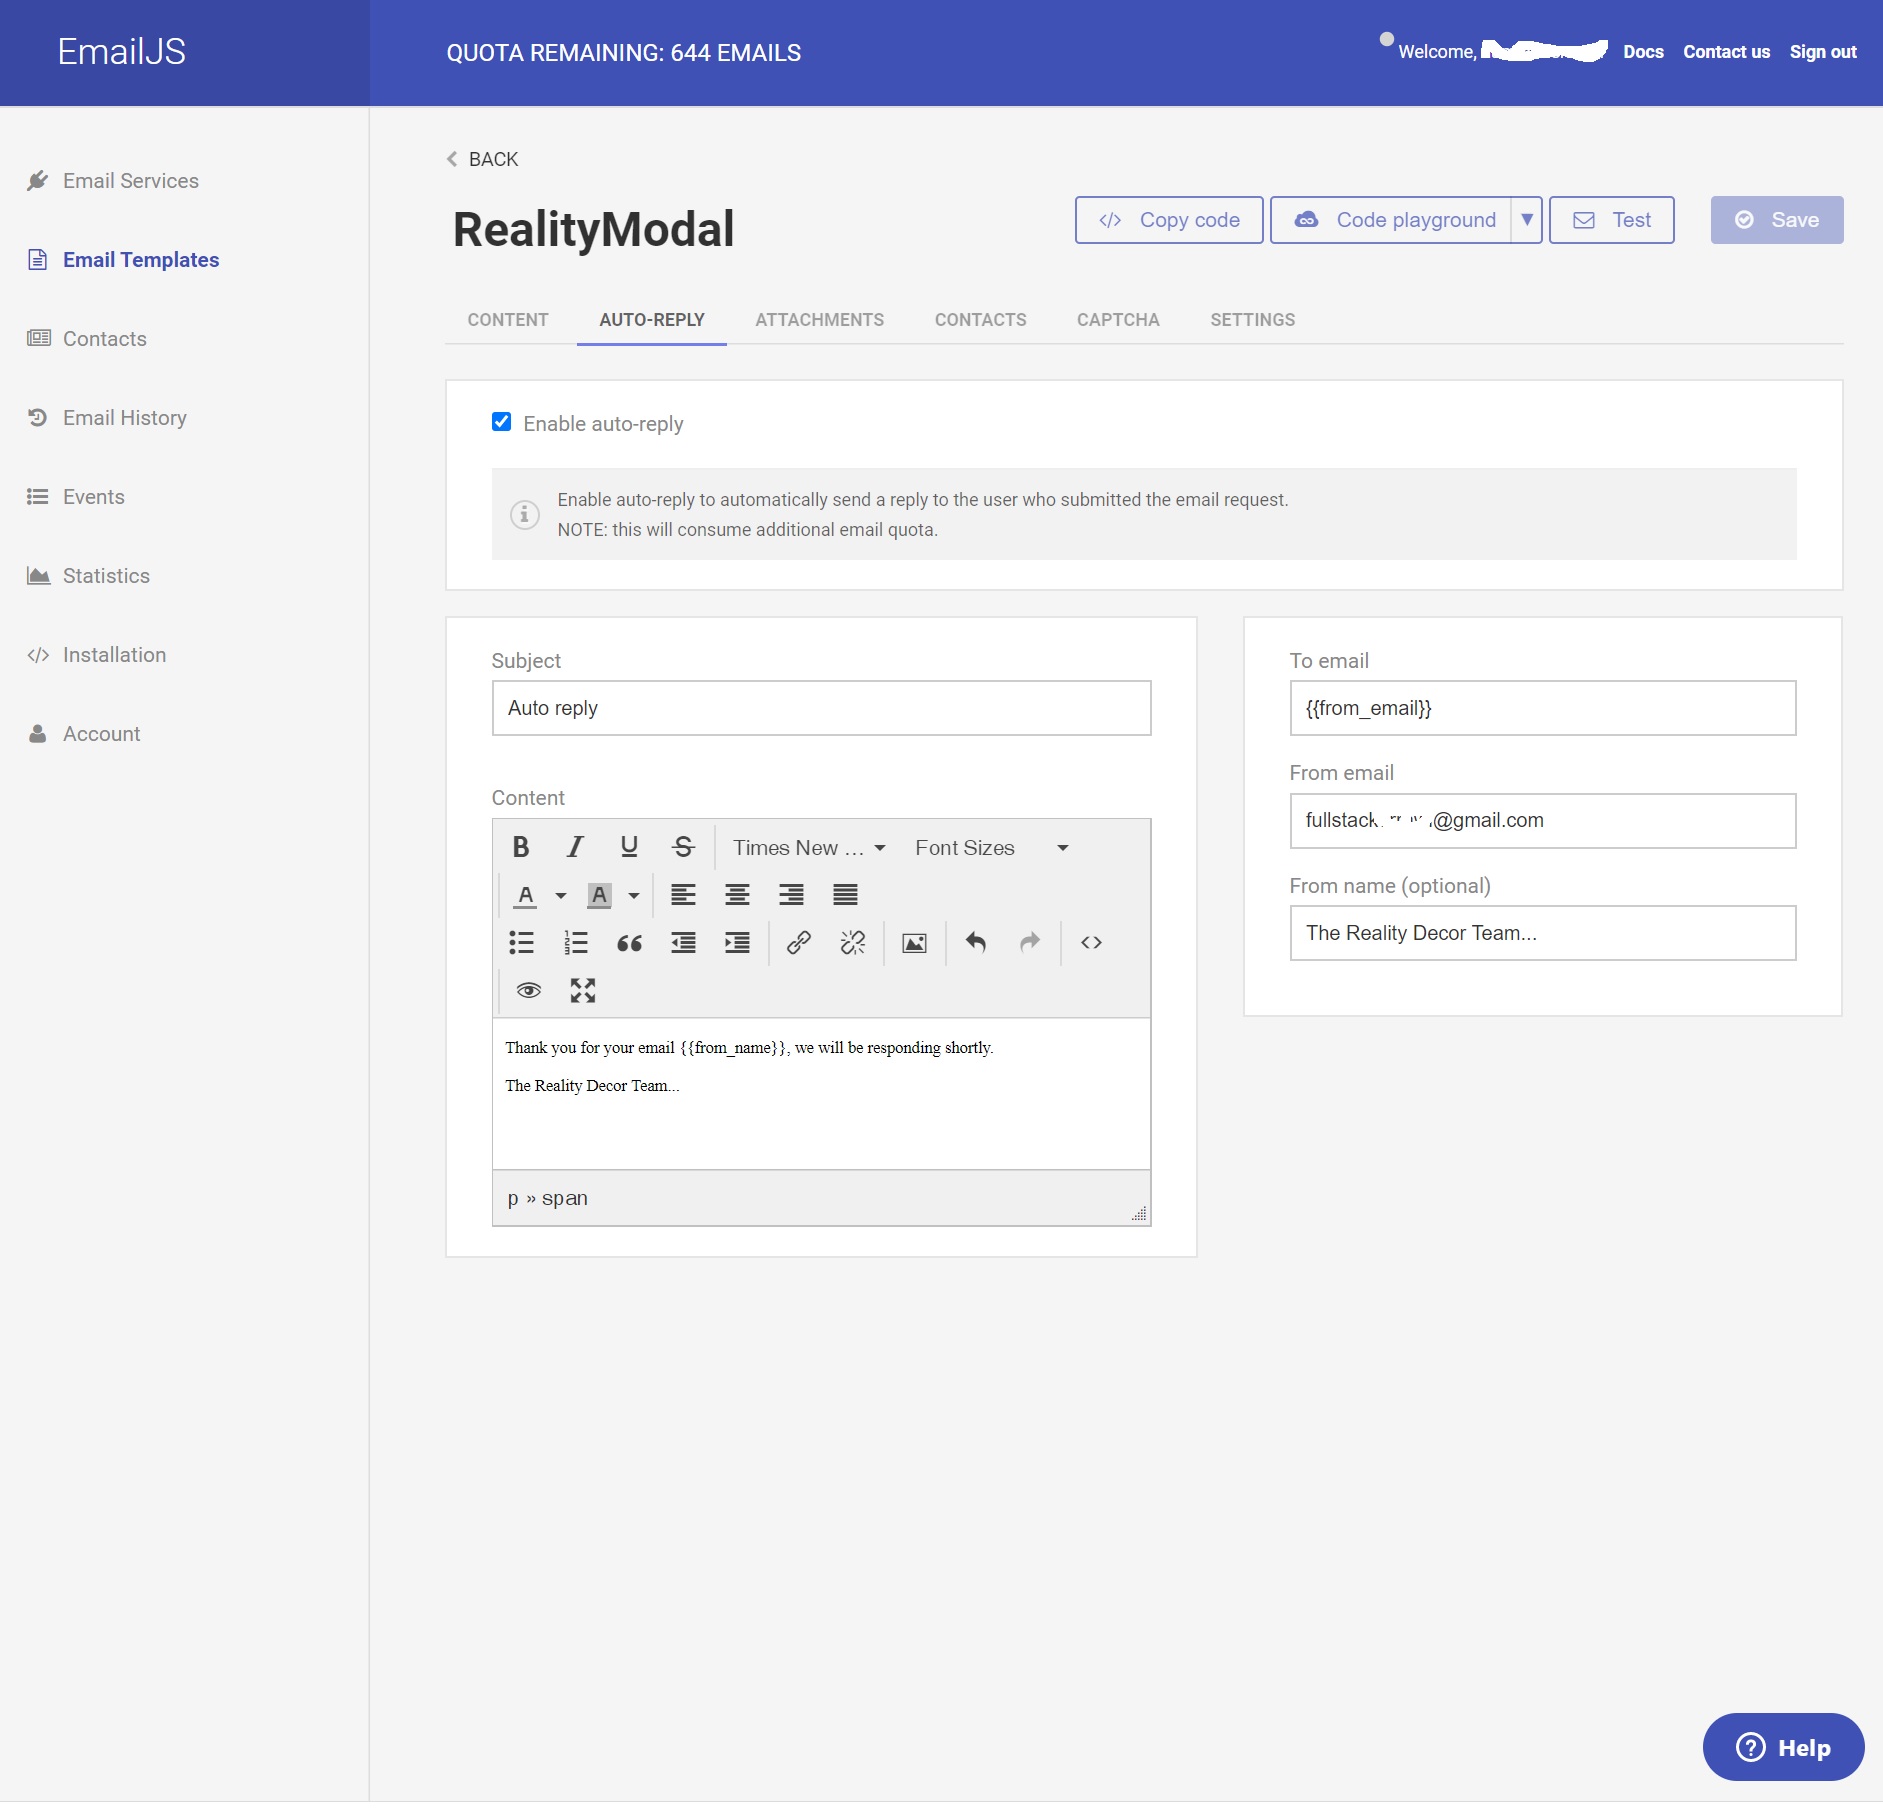 EmailJS
QUOTA REMAINING: 644 EMAILS
Welcome,
Docs
Contact us
Sign out
Email Services
Email Templates
Contacts
Email History
Events
Statistics
Installation
Account
BACK
RealityModal
Copy code
Code playground
Test
Save
CONTENT
AUTO-REPLY
ATTACHMENTS
CONTACTS
CAPTCHA
SETTINGS
Enable auto-reply
Enable auto-reply to automatically send a reply to the user who submitted the email request.
NOTE: this will consume additional email quota.
Subject
Auto reply
Content
Times New ...
Font Sizes
Thank you for your email {{from_name}}, we will be responding shortly.
The Reality Decor Team...
p » span
To email
{{from_email}}
From email
fullstack @gmail.com
From name (optional)
The Reality Decor Team...
Help